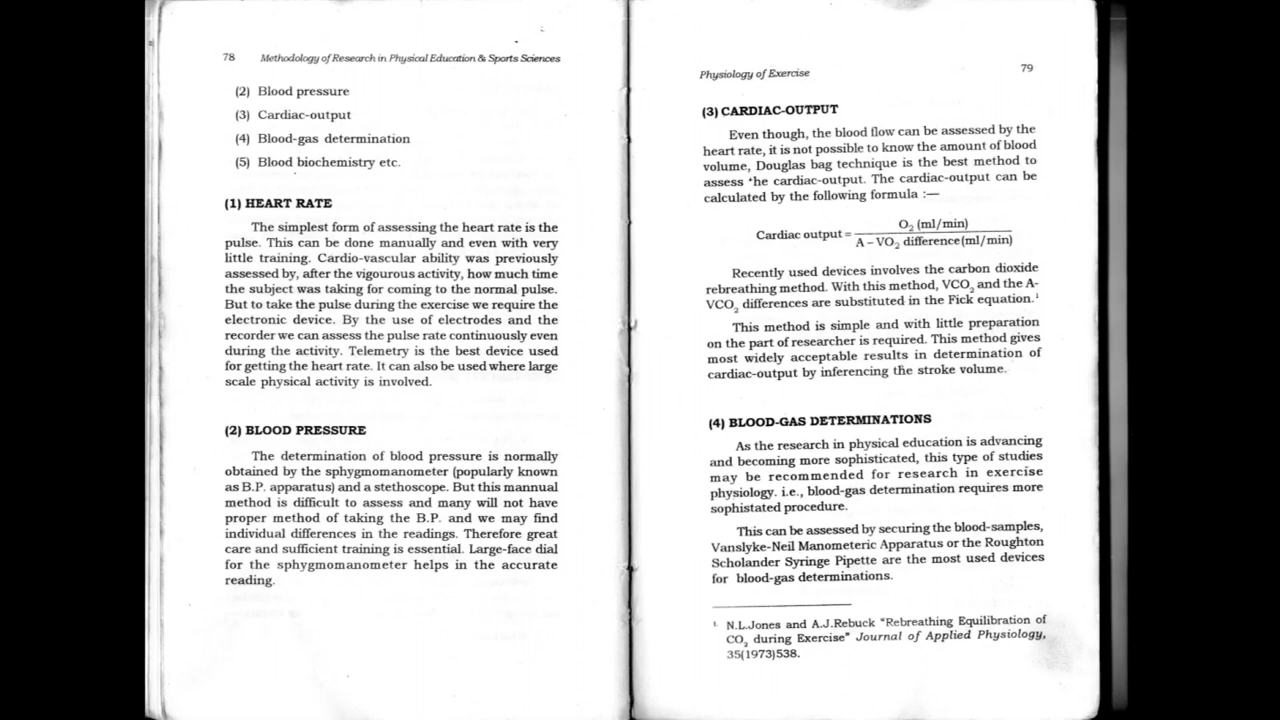 78 Methodology of Research in Physical Education & Sports Sciences
(2) Blood pressure
(3) Cardiac-output
(4) Blood-gas determination
(5) Blood biochemistry etc.
(1) HEART RATE
The simplest form of assessing the heart rate is the
pulse. This can be done manually and even with very
little training. Cardio-vascular ability was previously
assessed by, after the vigourous activity, how much time
the subject was taking for coming to the normal pulse.
But to take the pulse during the exercise we require the
electronic device. By the use of electrodes and the
recorder we can assess the pulse rate continuously even
during the activity. Telemetry is the best device used
for getting the heart rate. It can also be used where large
scale physical activity is involved.
(2) BLOOD PRESSURE
The determination of blood pressure is normally
obtained by the sphygmomanometer (popularly known
as B.P. apparatus) and a stethoscope. But this mannual
method is difficult to assess and many will not have
proper method of taking the B.P. and we may find
individual differences in the readings. Therefore great
care and sufficient training is essential. Large-face dial
for the sphygmomanometer helps in the accurate
reading.
Physiology of Exercise 79
(3) CARDIAC-OUTPUT
Even though, the blood flow can be assessed by the
heart rate, it is not possible to know the amount of blood
volume, Douglas bag technique is the best method to
assess 'he cardiac-output. The cardiac-output can be
calculated by the following formula :—
Cardiac output = O₂ (ml/min)
A – VO₂ difference (ml/min)
Recently used devices involves the carbon dioxide
rebreathing method. With this method, VCO₂ and the A-
VCO₂ differences are substituted in the Fick equation.¹
This method is simple and with little preparation
on the part of researcher is required. This method gives
most widely acceptable results in determination of
cardiac-output by inferencing the stroke volume.
(4) BLOOD-GAS DETERMINATIONS
As the research in physical education is advancing
and becoming more sophisticated, this type of studies
may be recommended for research in exercise
physiology. i.e., blood-gas determination requires more
sophistated procedure.
This can be assessed by securing the blood-samples,
Vanslyke-Neil Manometeric Apparatus or the Roughton
Scholander Syringe Pipette are the most used devices
for blood-gas determinations.
¹. N.L.Jones and A.J.Rebuck "Rebreathing Equilibration of
CO₂ during Exercise" Journal of Applied Physiology,
35(1973)538.